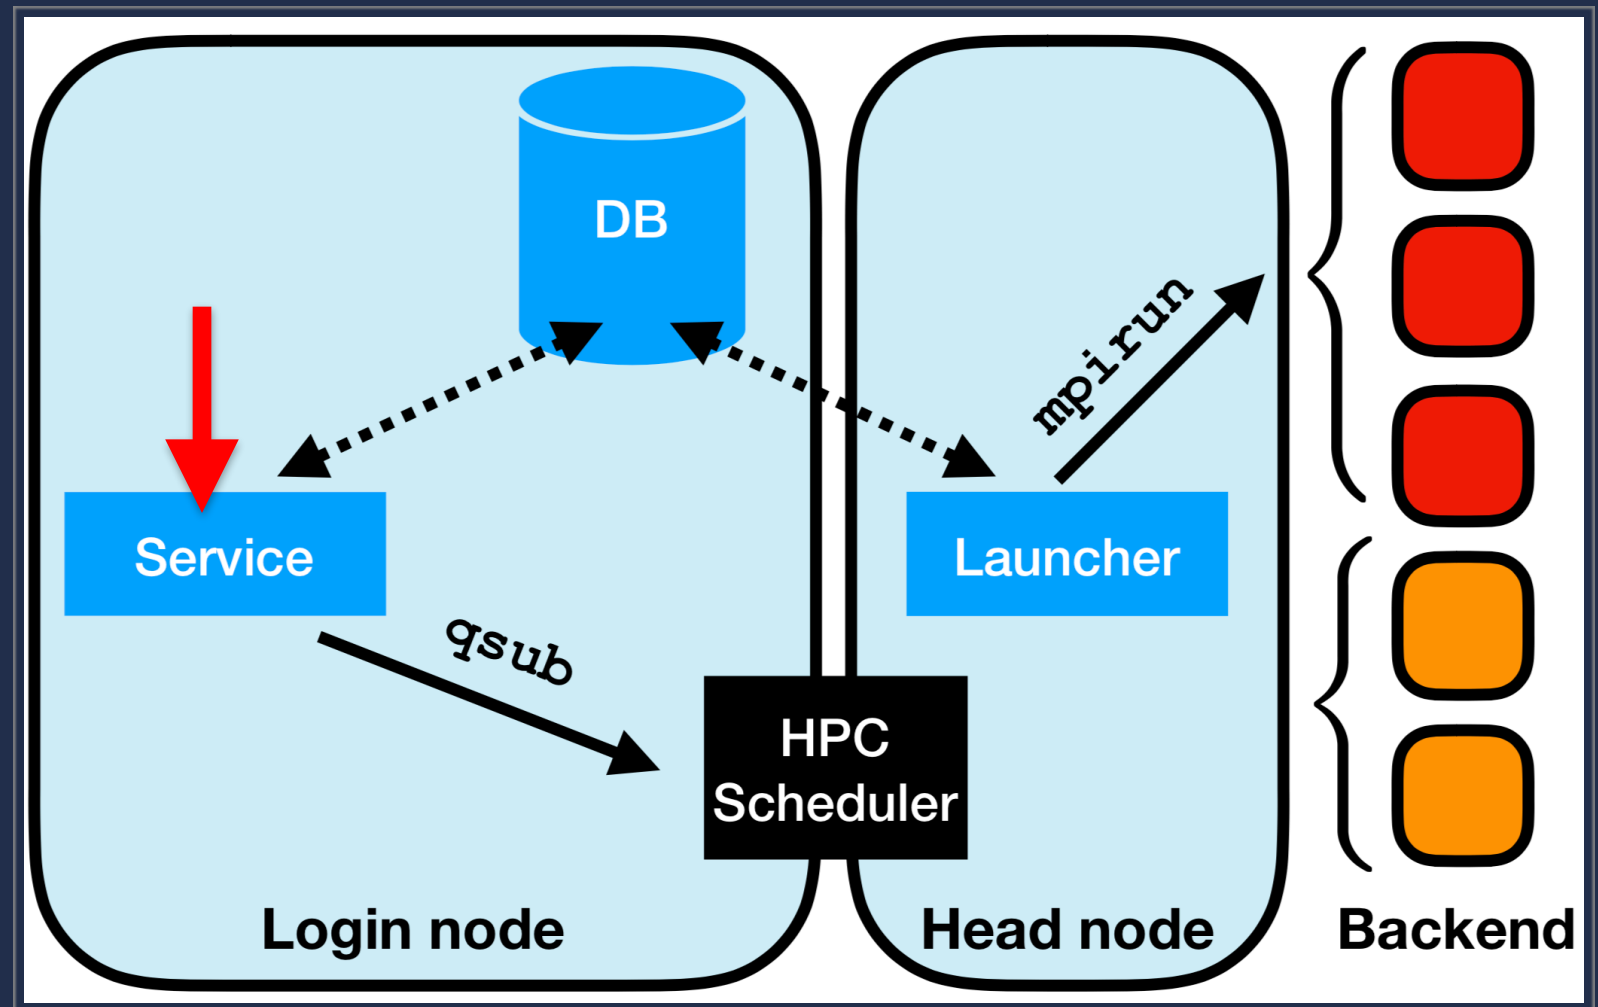 DB
mpirun
Service
Launcher
qsub
HPC
Scheduler
Login node
Head node
Backend